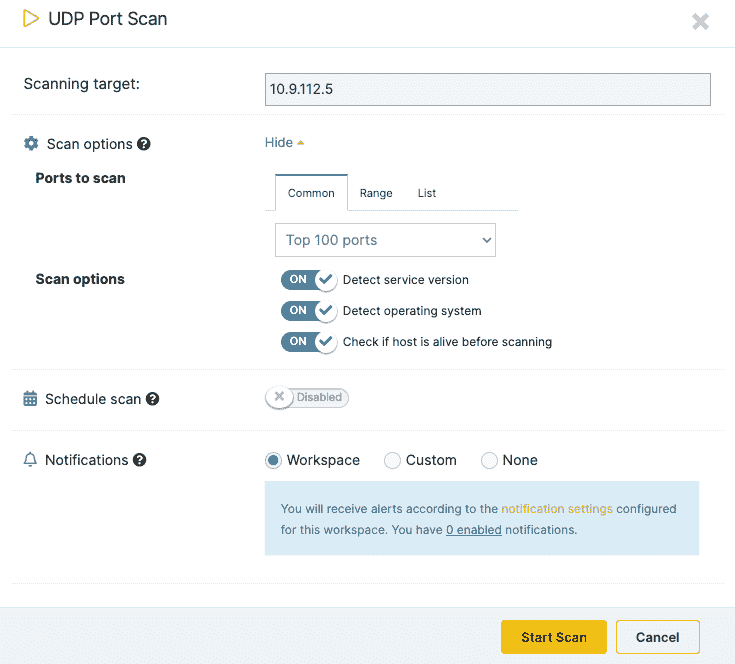 UDP Port Scan
Scanning target:
10.9.112.5
Scan options
Hide
Ports to scan
Common
Range
List
Top 100 ports
Scan options
ON
Detect service version
ON
Detect operating system
ON
Check if host is alive before scanning
Schedule scan
Disabled
Notifications
Workspace
Custom
None
You will receive alerts according to the notification settings configured
for this workspace. You have 0 enabled notifications.
Start Scan
Cancel